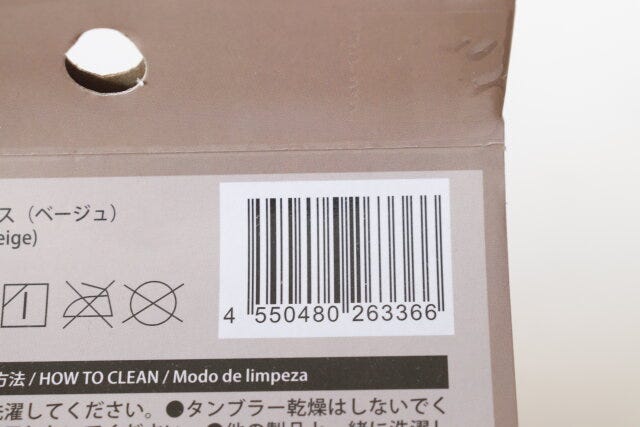 ス（ベージュ）
eige)
4 550480 263366
方法 / HOW TO CLEAN / Modo de limpeza
洗濯してください。●タンブラー乾燥はしないでく